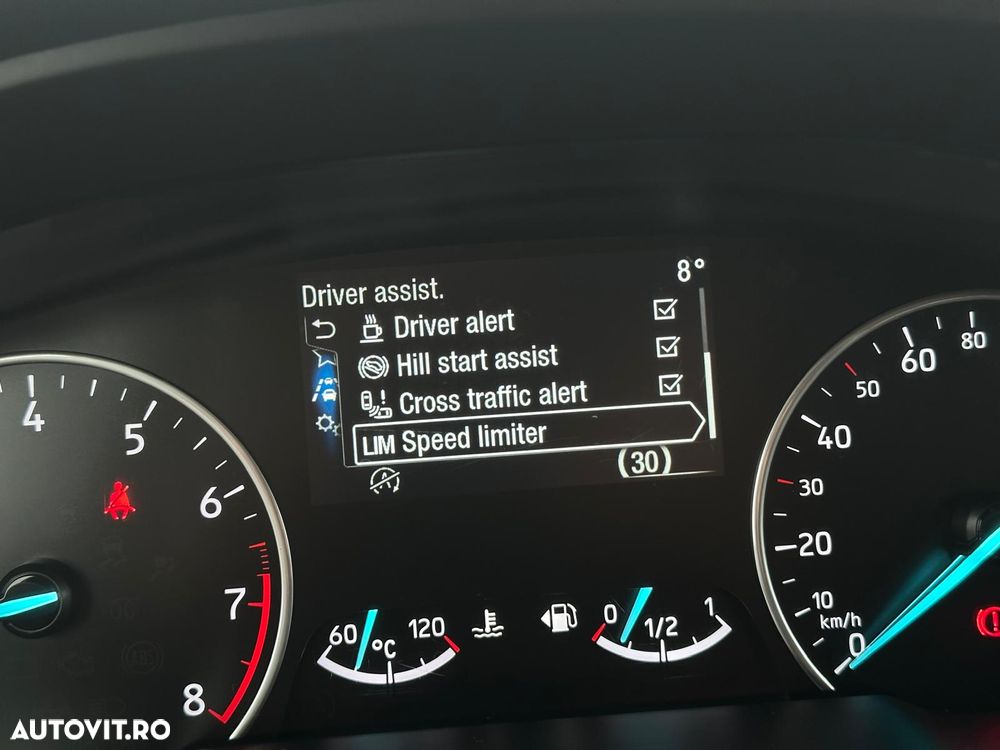 8°
Driver assist.
Driver alert
Hill start assist
Cross traffic alert
LIM Speed limiter
(30)
4
5
6
7
8
60
120
°C
0
1/2
1
0
10
km/h
20
30
40
50
60
80
AUTOVIT.RO